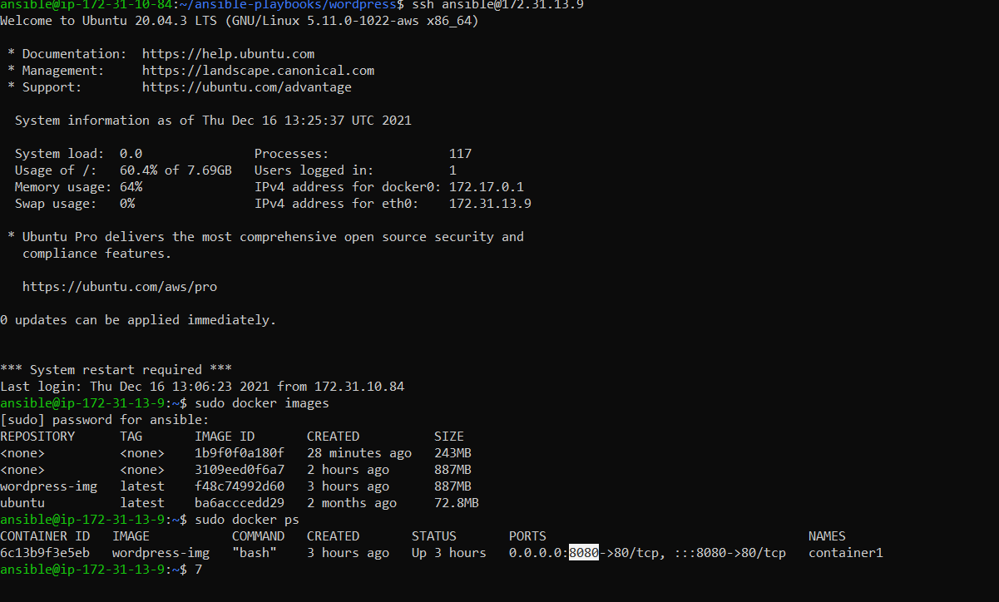 ansible@ip-172-31-10-84:~/ansible-playbooks/wordpress$ ssh ansible@172.31.13.9
Welcome to Ubuntu 20.04.3 LTS (GNU/Linux 5.11.0-1022-aws x86_64)
* Documentation:  https://help.ubuntu.com
* Management:     https://landscape.canonical.com
* Support:        https://ubuntu.com/advantage
System information as of Thu Dec 16 13:25:37 UTC 2021
System load:  0.0               Processes:                117
Usage of /:   60.4% of 7.69GB   Users logged in:          1
Memory usage: 64%               IPv4 address for docker0: 172.17.0.1
Swap usage:   0%                IPv4 address for eth0:    172.31.13.9
* Ubuntu Pro delivers the most comprehensive open source security and
compliance features.
https://ubuntu.com/aws/pro
0 updates can be applied immediately.
*** System restart required ***
Last login: Thu Dec 16 13:06:23 2021 from 172.31.10.84
ansible@ip-172-31-13-9:~$ sudo docker images
[sudo] password for ansible:
REPOSITORY      TAG       IMAGE ID       CREATED          SIZE
<none>          <none>    1b9f0f0a180f   28 minutes ago   243MB
<none>          <none>    3109eed0f6a7   2 hours ago      887MB
wordpress-img   latest    f48c74992d60   3 hours ago      887MB
ubuntu          latest    ba6acccedd29   2 months ago     72.8MB
ansible@ip-172-31-13-9:~$ sudo docker ps
CONTAINER ID   IMAGE           COMMAND   CREATED       STATUS       PORTS                                   NAMES
6c13b9f3e5eb   wordpress-img   "bash"    3 hours ago   Up 3 hours   0.0.0.0:8080->80/tcp, :::8080->80/tcp   container1
ansible@ip-172-31-13-9:~$ 7